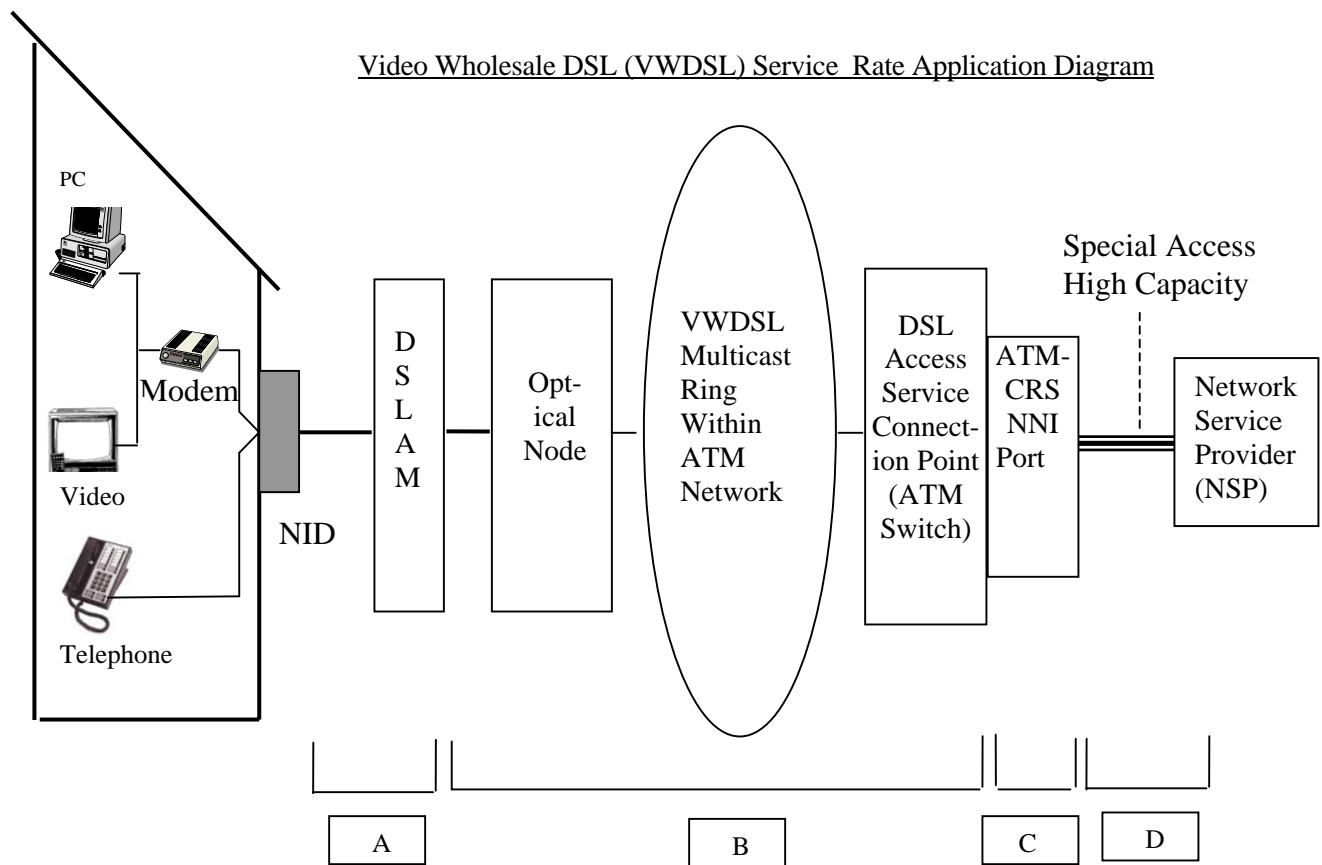 Video Wholesale DSL (VWDSL) Service Rate Application Diagram
PC
Modem
Video
Telephone
NID
D
S
L
A
M
Opt-
ical
Node
VWDSL
Multicast
Ring
Within
ATM
Network
DSL
Access
Service
Connect-
ion Point
(ATM
Switch)
ATM-
CRS
NNI
Port
Special Access
High Capacity
Network
Service
Provider
(NSP)
A
B
C
D